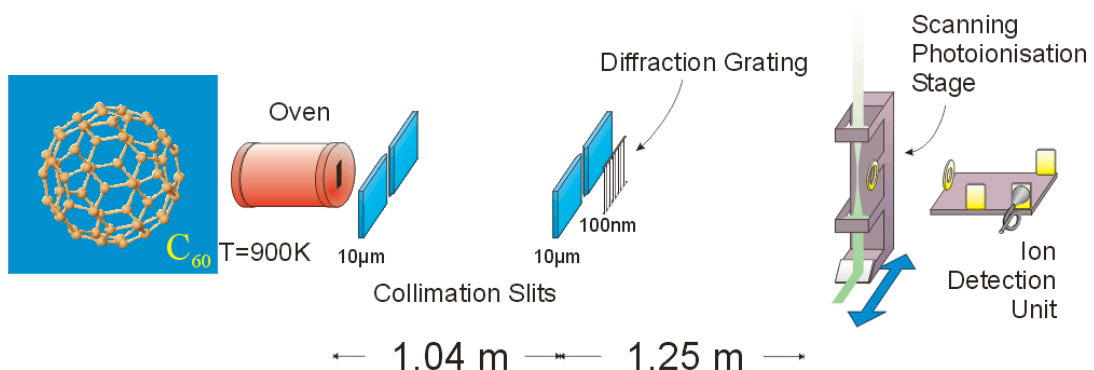 C60
Oven
T=900K
10µm
Collimation Slits
10µm
100nm
Diffraction Grating
Scanning
Photoionisation
Stage
Ion
Detection
Unit
1.04 m
1.25 m